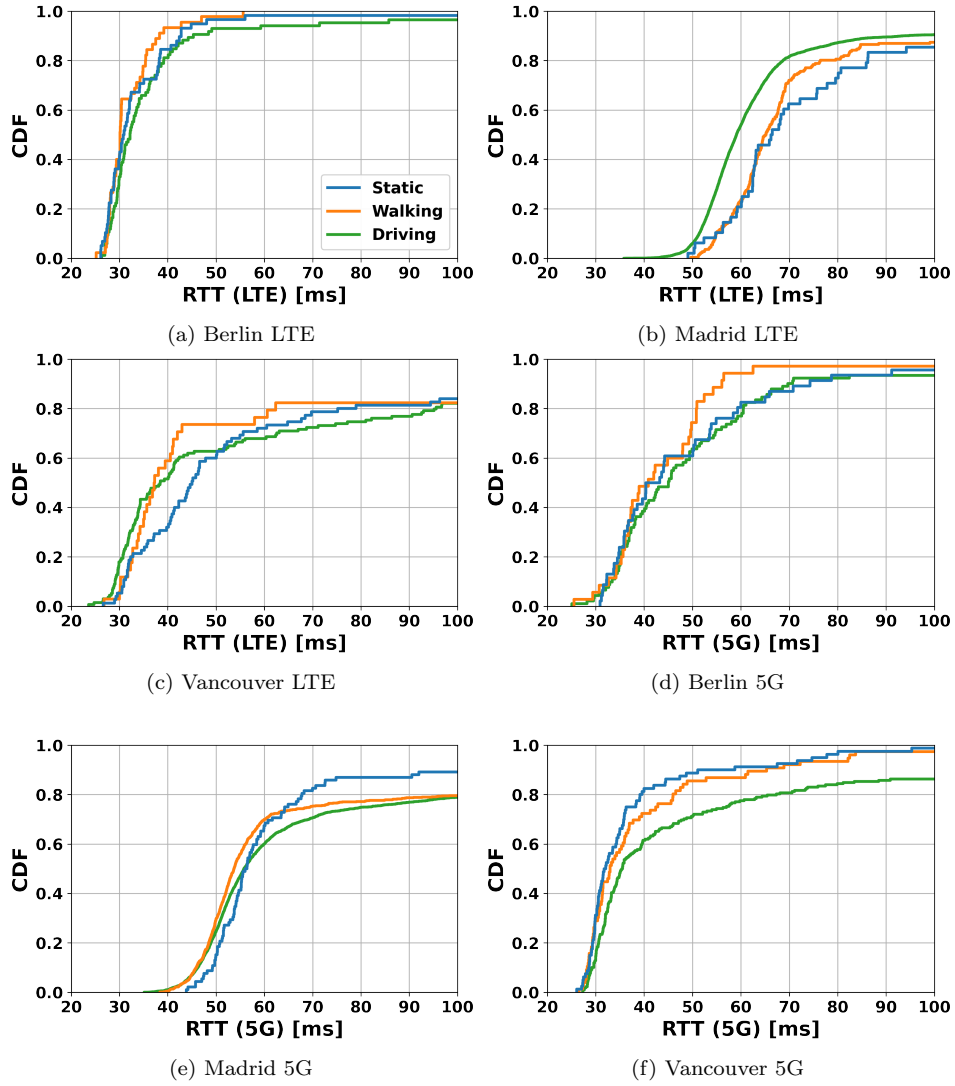 1.0 0.8 0.6 0.4 0.2 0.0
CDF
20 30 40 50 60 70 80 90 100
RTT (LTE) [ms]
Static
Walking
Driving
(a) Berlin LTE
1.0 0.8 0.6 0.4 0.2 0.0
CDF
20 30 40 50 60 70 80 90 100
RTT (LTE) [ms]
(b) Madrid LTE
1.0 0.8 0.6 0.4 0.2 0.0
CDF
20 30 40 50 60 70 80 90 100
RTT (LTE) [ms]
(c) Vancouver LTE
1.0 0.8 0.6 0.4 0.2 0.0
CDF
20 30 40 50 60 70 80 90 100
RTT (5G) [ms]
(d) Berlin 5G
1.0 0.8 0.6 0.4 0.2 0.0
CDF
20 30 40 50 60 70 80 90 100
RTT (5G) [ms]
(e) Madrid 5G
1.0 0.8 0.6 0.4 0.2 0.0
CDF
20 30 40 50 60 70 80 90 100
RTT (5G) [ms]
(f) Vancouver 5G